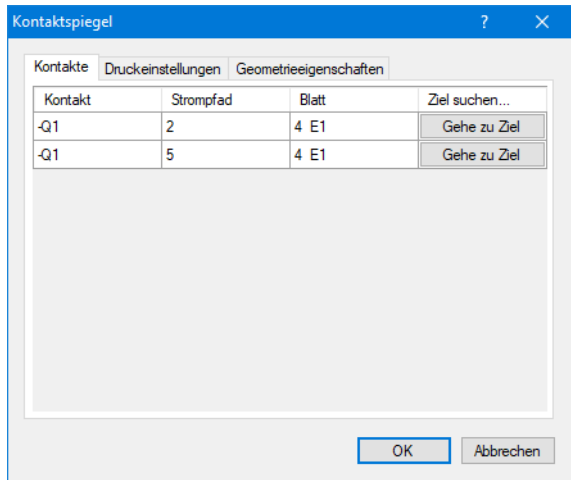 Kontaktspiegel ? ×
Kontakte Druckeinstellungen Geometrieeigenschaften
Kontakt Strompfad Blatt Ziel suchen...
-Q1 2 4 E1 Gehe zu Ziel
-Q1 5 4 E1 Gehe zu Ziel
OK Abbrechen